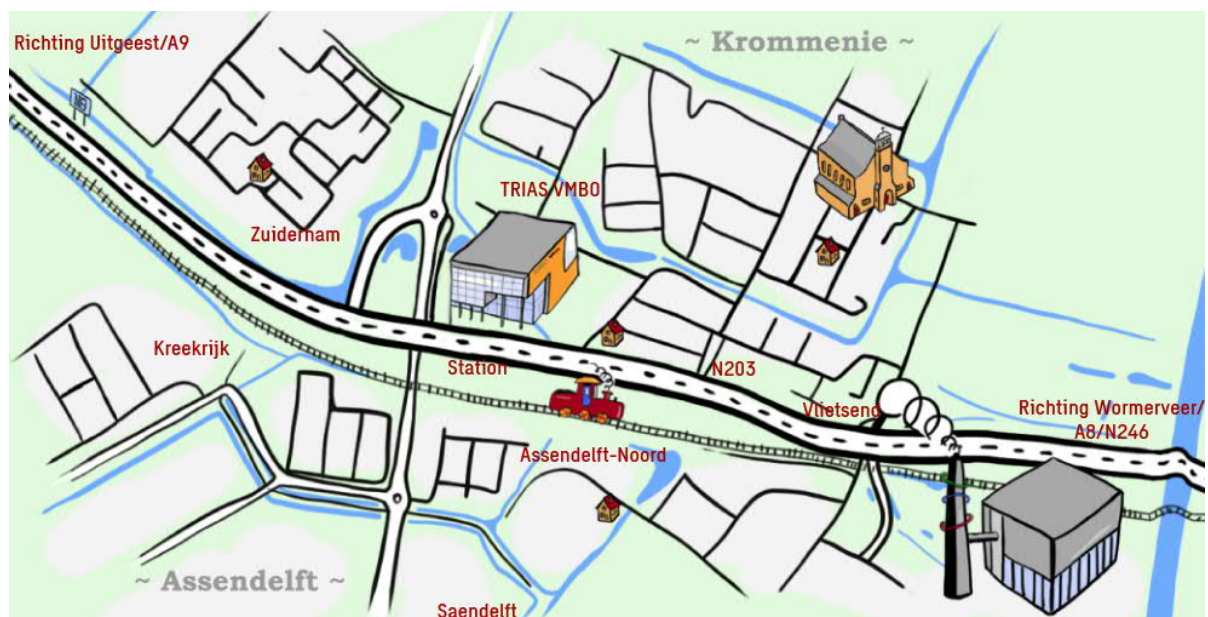 Richting Uitgeest/A9
~ Krommenie ~
TRIAS VMBO
Zuiderham
Kreekrijk
Station
N203
Vlietsend
Richting Wormerveer/
A8/N246
Assendelft-Noord
~ Assendelft ~
Saendelft